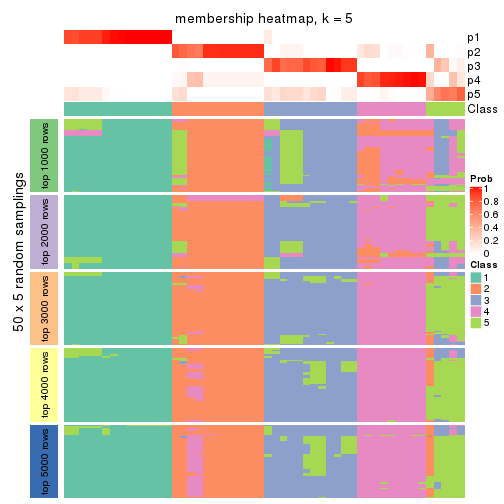 membership heatmap, k = 5
p1
p2
p3
p4
p5
Class
50 x 5 random samplings
top 1000 rows
top 2000 rows
top 3000 rows
top 4000 rows
top 5000 rows
Prob
1
0.8
0.6
0.4
0.2
0
Class
1
2
3
4
5